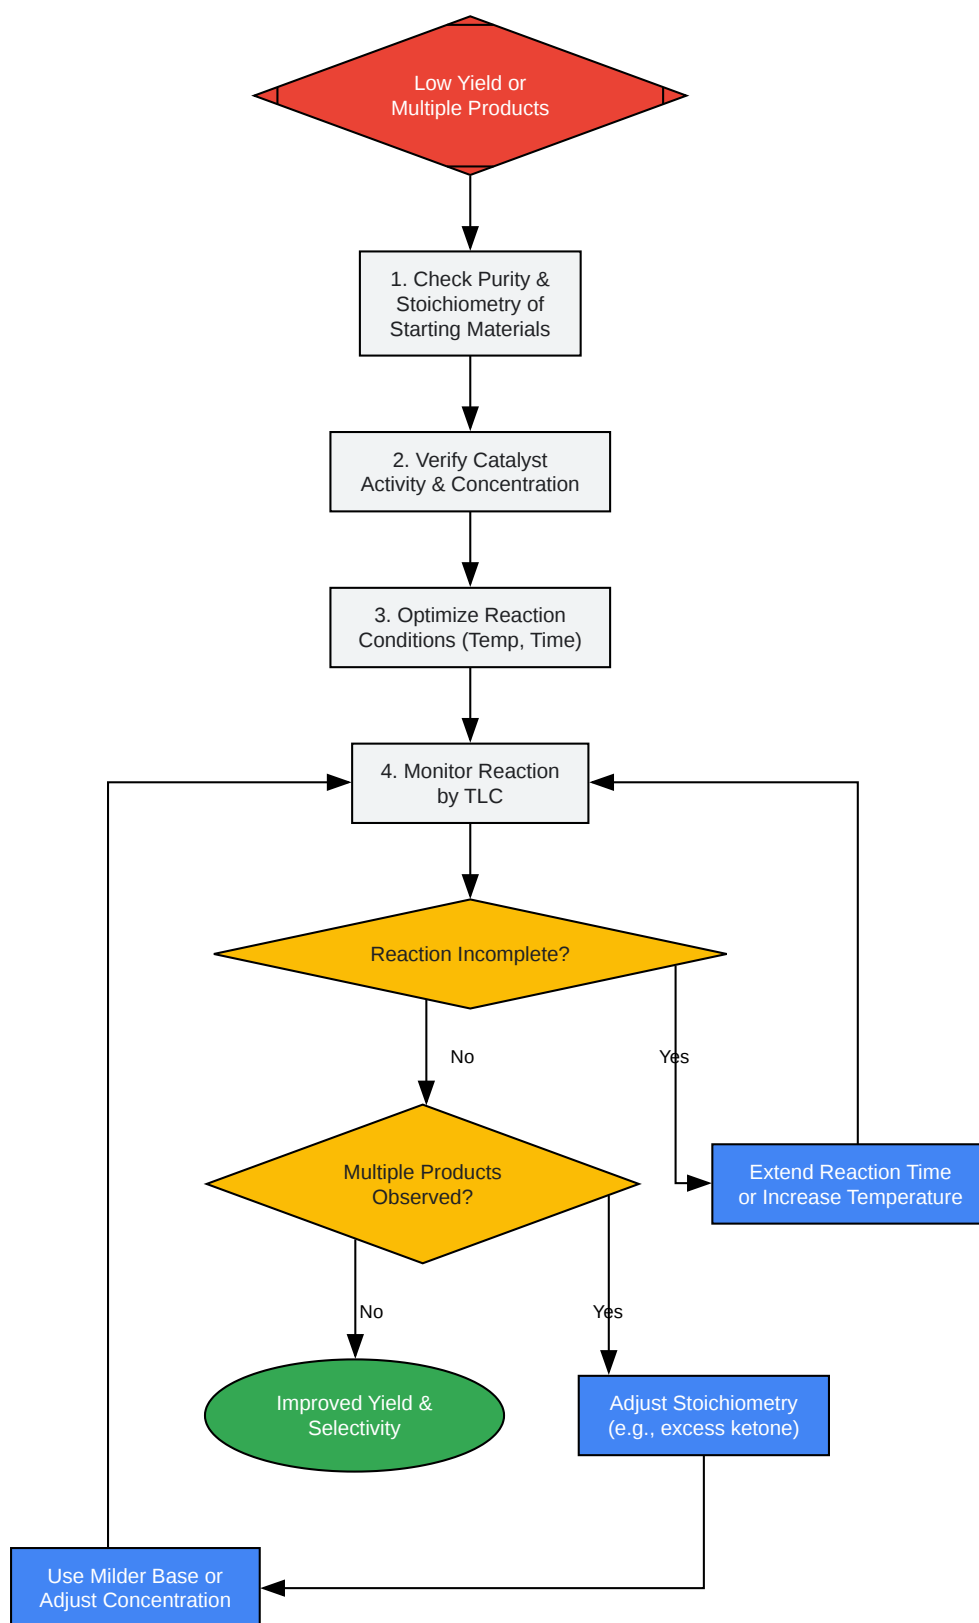 Low Yield or
Multiple Products
1. Check Purity &
Stoichiometry of
Starting Materials
2. Verify Catalyst
Activity & Concentration
3. Optimize Reaction
Conditions (Temp, Time)
4. Monitor Reaction
by TLC
Reaction Incomplete?
No
Yes
Multiple Products
Observed?
Extend Reaction Time
or Increase Temperature
No
Yes
Improved Yield &
Selectivity
Adjust Stoichiometry
(e.g., excess ketone)
Use Milder Base or
Adjust Concentration